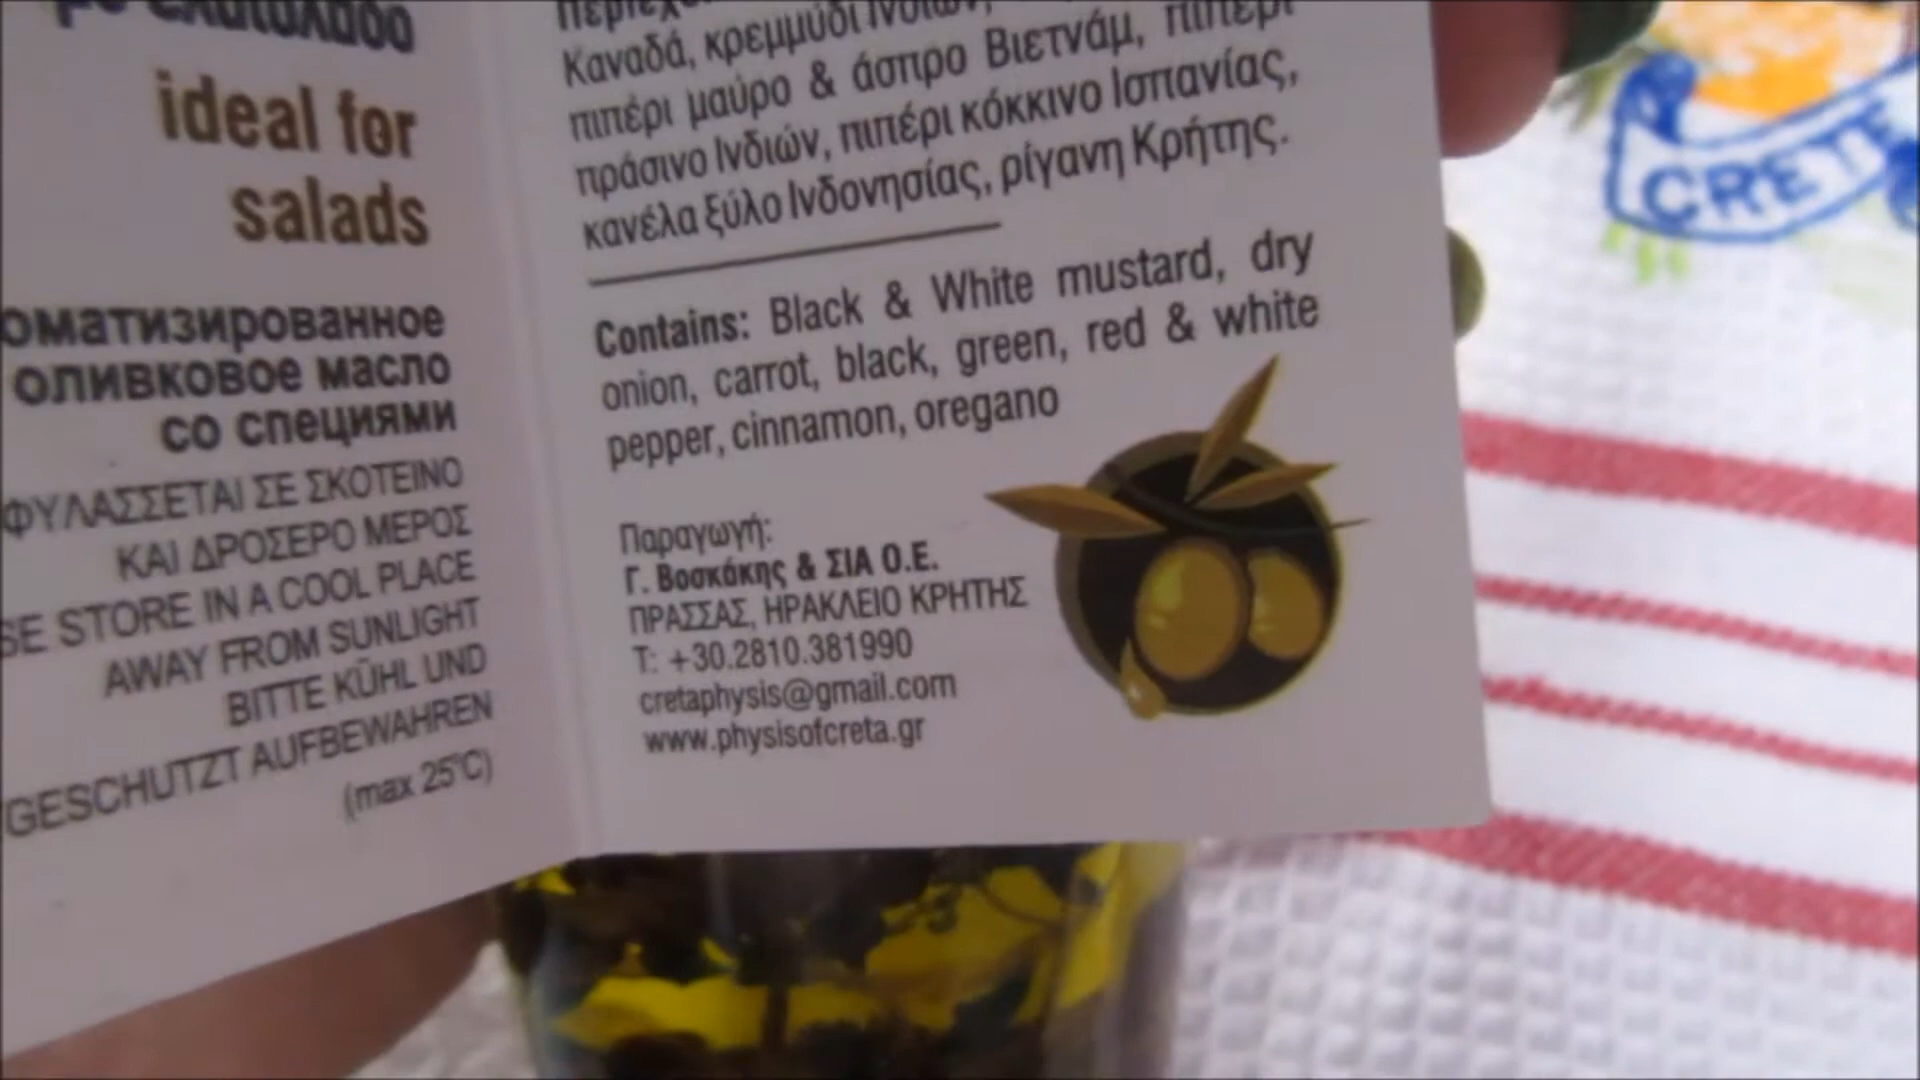 ideal for
salads
оматизированное
оливковое масло
со специями
ΦΥΛΑΣΣΕΤΑΙ ΣΕ ΣΚΟΤΕΙΝΟ
ΚΑΙ ΔΡΟΣΕΡΟ ΜΕΡΟΣ
SE STORE IN A COOL PLACE
AWAY FROM SUNLIGHT
BITTE KÜHL UND
GESCHUTZT AUFBEWAHREN
(max 25°C)
Καναδά, κρεμμύδι Ινδιών,
πιπέρι μαύρο & άσπρο Βιετνάμ, πιπέρι
πράσινο Ινδιών, πιπέρι κόκκινο Ισπανίας,
κανέλα ξύλο Ινδονησίας, ρίγανη Κρήτης.
Contains: Black & White mustard, dry
onion, carrot, black, green, red & white
pepper, cinnamon, oregano
Παραγωγή:
Γ. Βοσκάκης & ΣΙΑ Ο.Ε.
ΠΡΑΣΣΑΣ, ΗΡΑΚΛΕΙΟ ΚΡΗΤΗΣ
T: +30.2810.381990
cretaphysis@gmail.com
www.physisofcreta.gr
CRETE